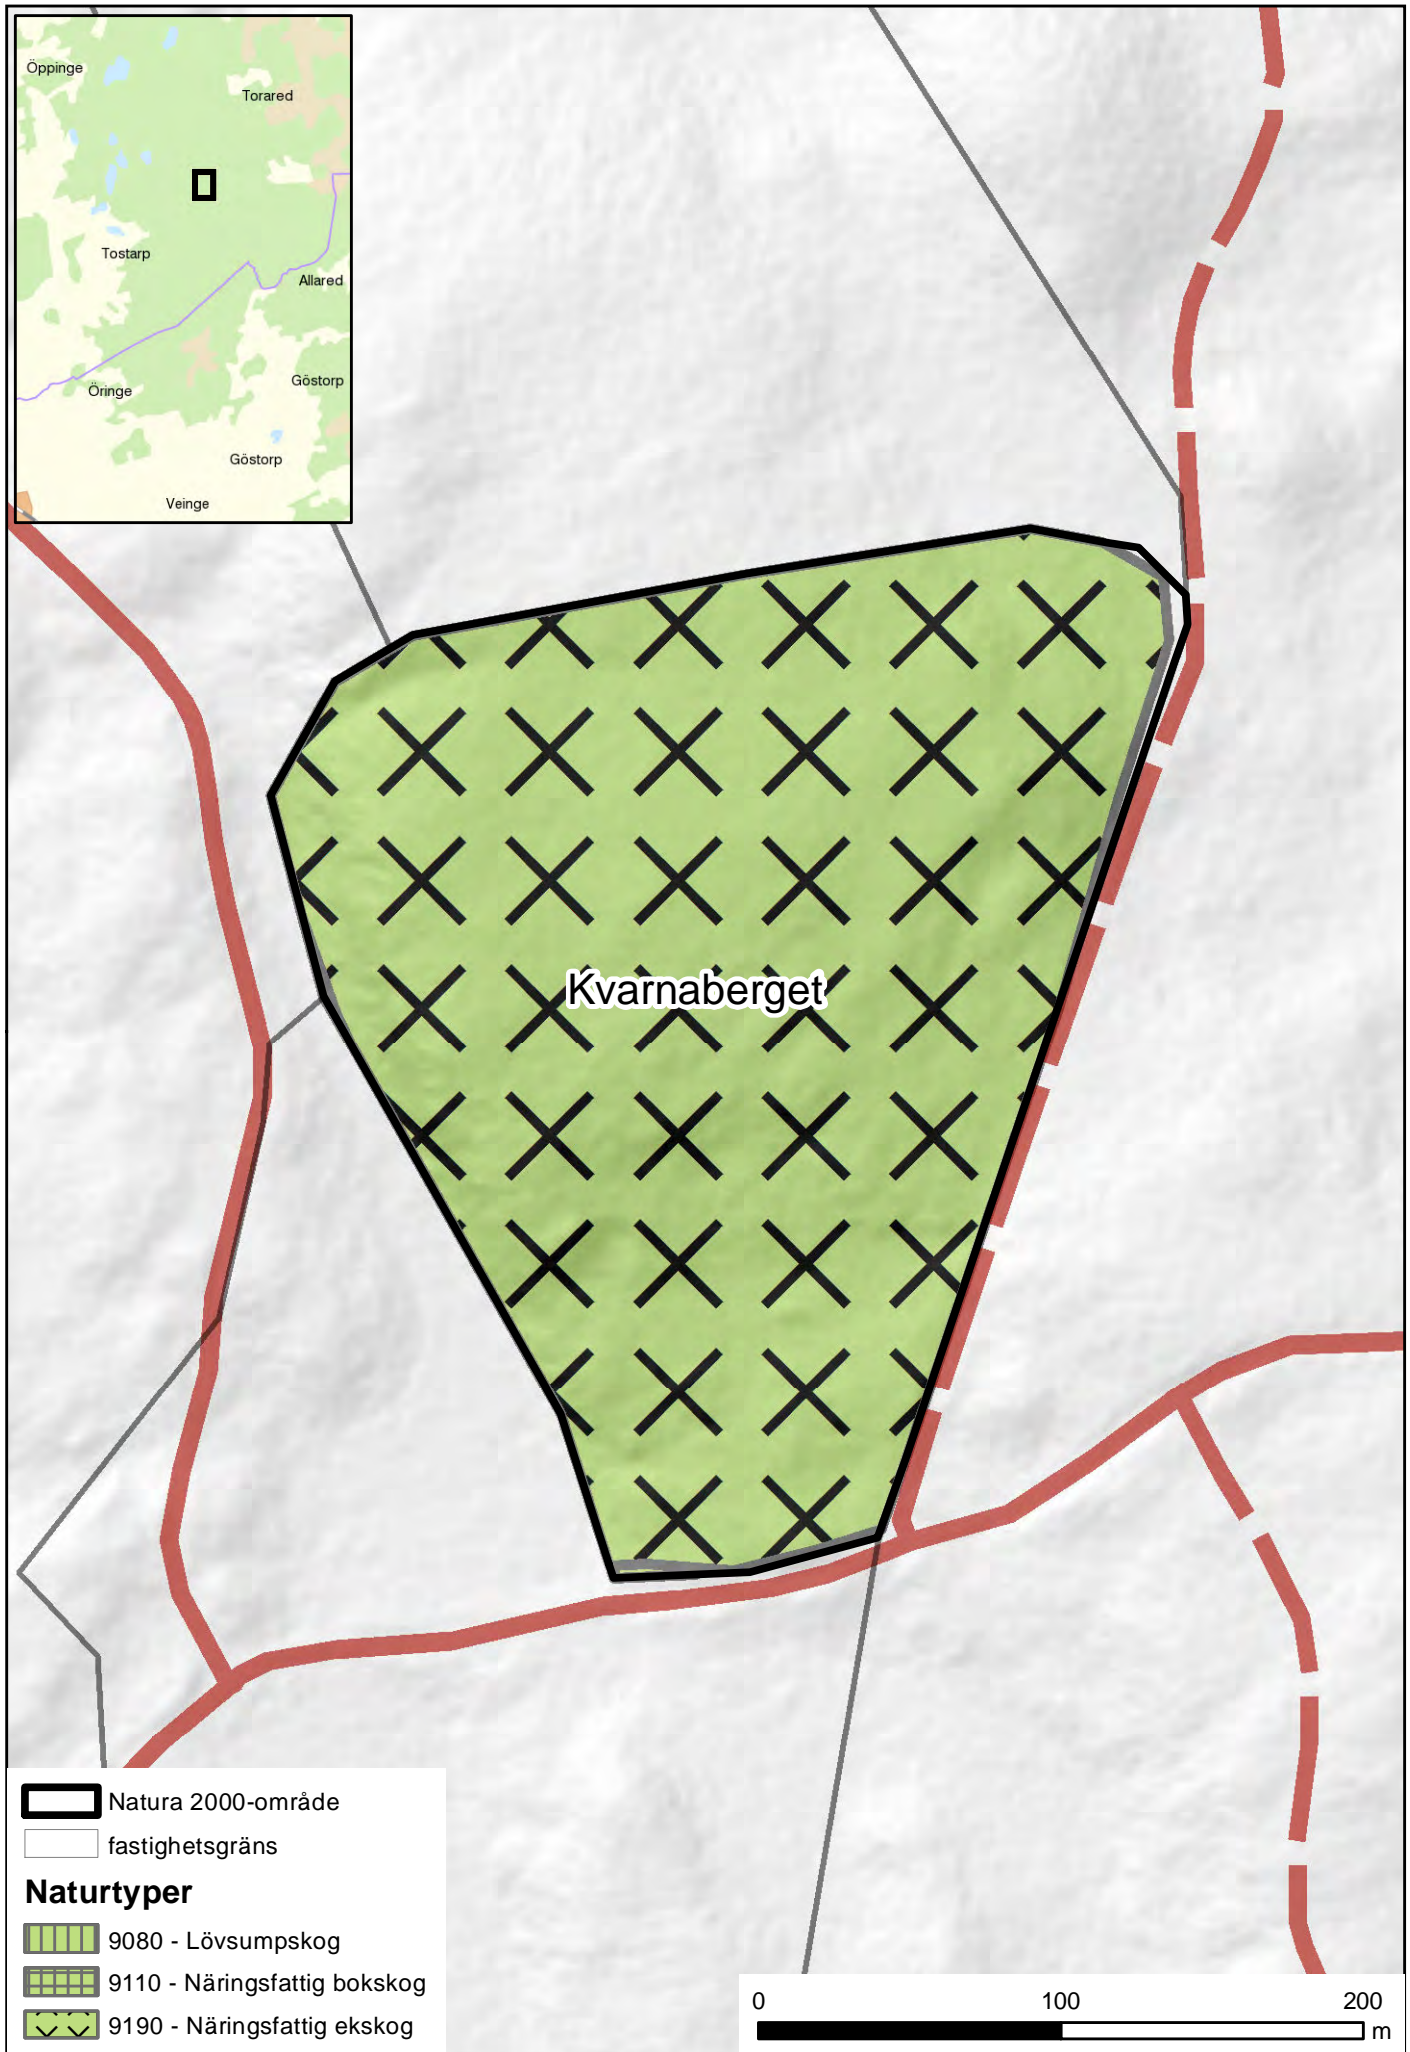 Öppinge
Torared
Tostarp
Allared
Göstorp
Öringe
Göstorp
Veinge
Kvarnaberget
Natura 2000-område
fastighetsgräns
Naturtyper
9080 - Lövsumpskog
9110 - Näringsfattig bokskog
9190 - Näringsfattig ekskog
0 100 200
m